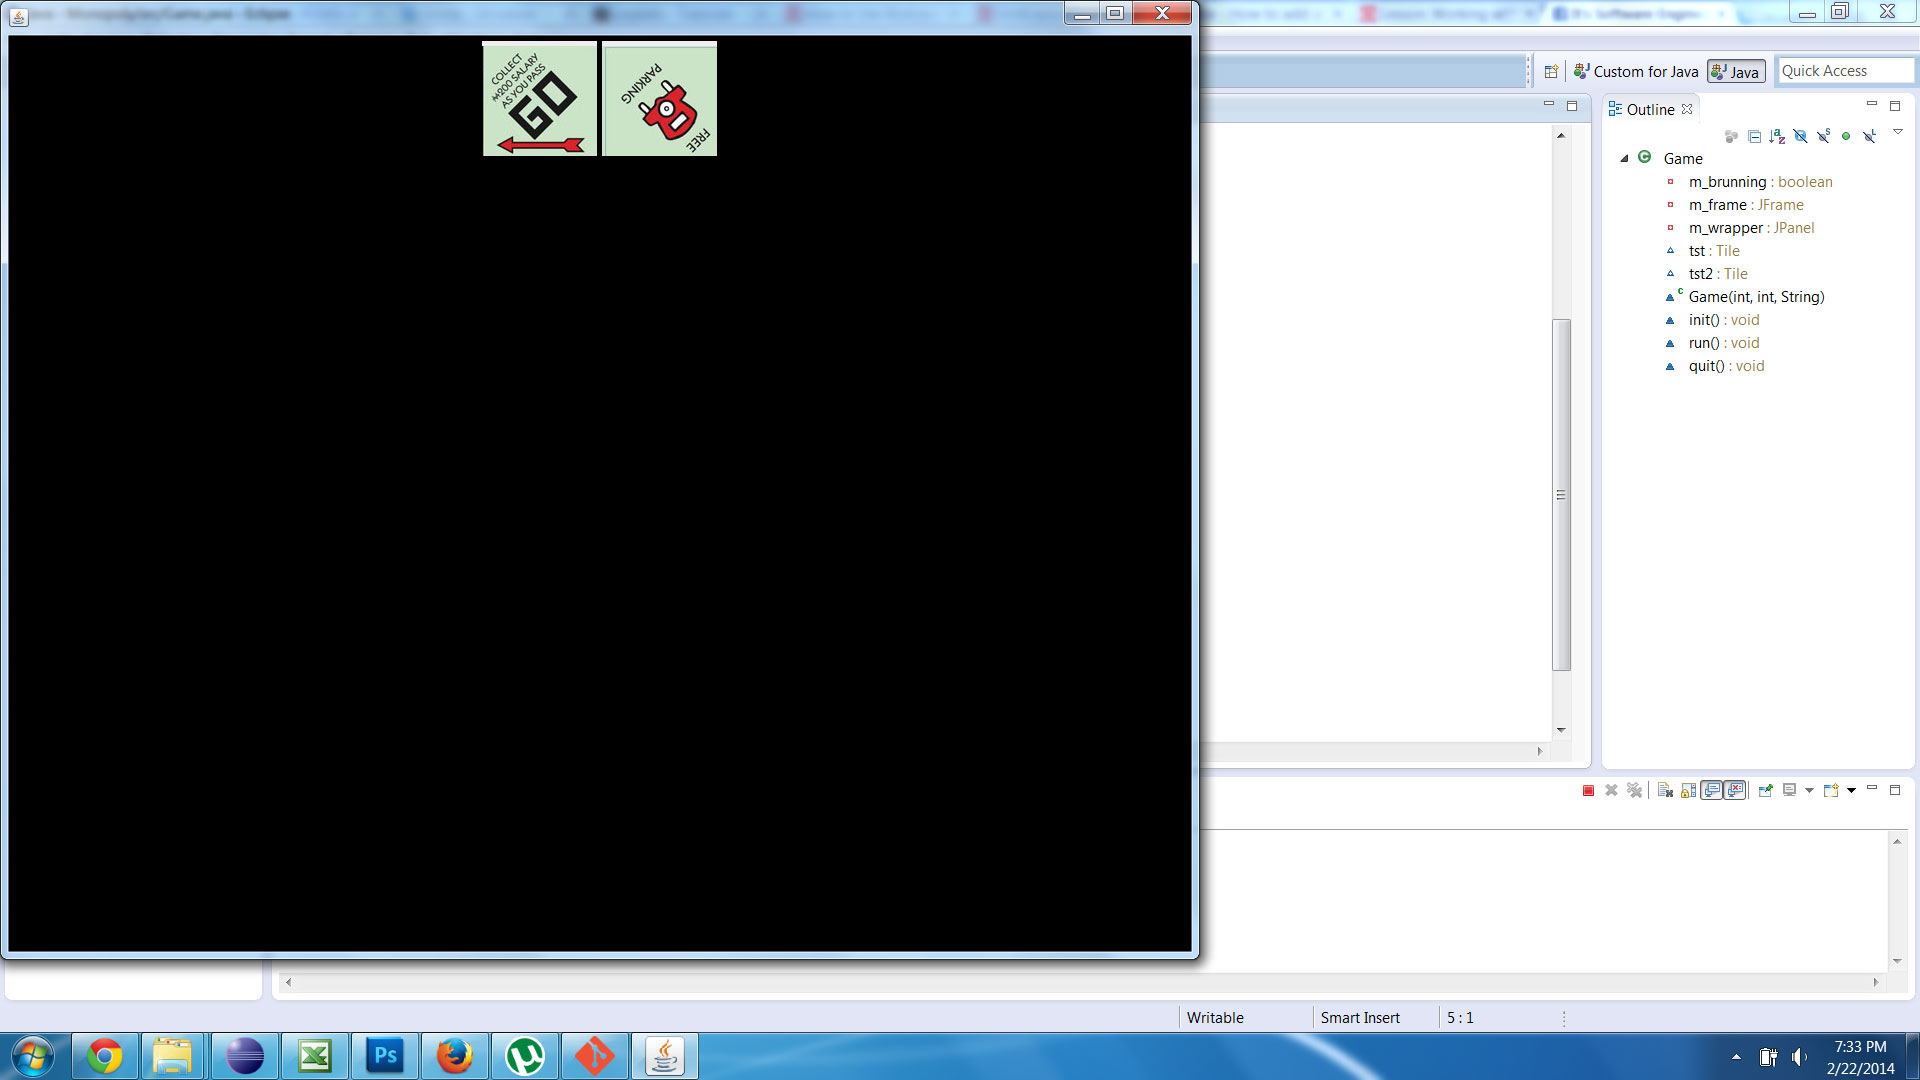 COLLECT
₩200 SALARY
AS YOU PASS
GO
PARKING
FREE
Custom for Java
Java
Quick Access
Outline
Game
m_brunning : boolean
m_frame : JFrame
m_wrapper : JPanel
tst : Tile
tst2 : Tile
Game(int, int, String)
init() : void
run() : void
quit() : void
Writable
Smart Insert
5 : 1
Ps
7:33 PM
2/22/2014